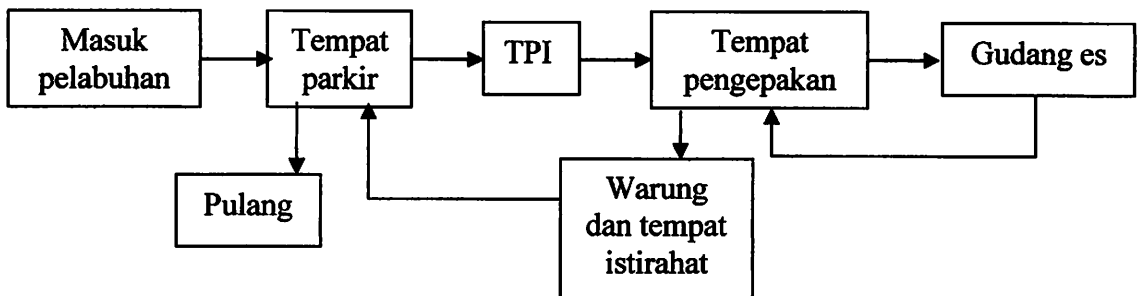 Masuk
pelabuhan
Tempat
parkir
TPI
Tempat
pengepakan
Gudang es
Pulang
Warung
dan tempat
istirahat